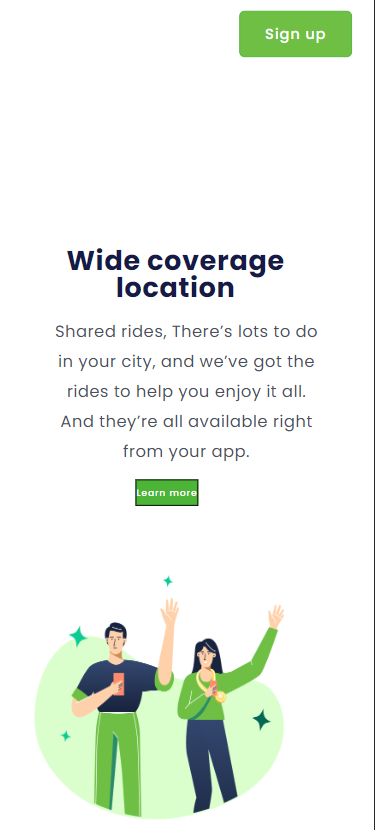 Sign up
Wide coverage
location
Shared rides, There’s lots to do
in your city, and we’ve got the
rides to help you enjoy it all.
And they’re all available right
from your app.
Learn more